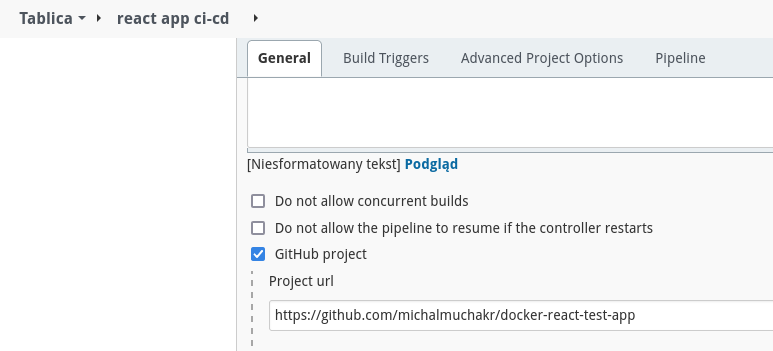 Tablica react app ci-cd
General Build Triggers Advanced Project Options Pipeline
[Niesformatowany tekst] Podgląd
Do not allow concurrent builds
Do not allow the pipeline to resume if the controller restarts
GitHub project
Project url
https://github.com/michalmuchakr/docker-react-test-app